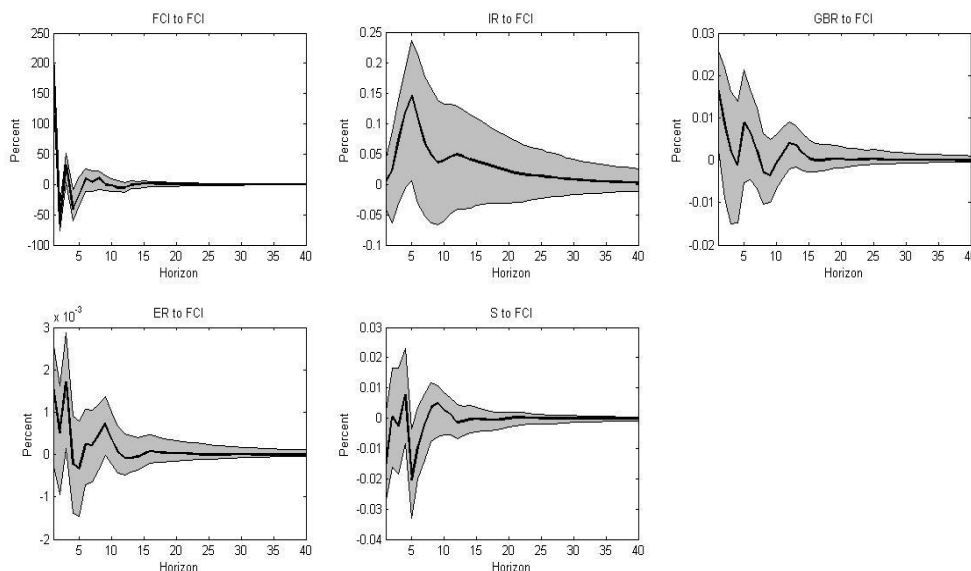 FCI to FCI
250
200
150
100
50
0
-50
-100
Percent
5 10 15 20 25 30 35 40
Horizon
IR to FCI
0.25
0.2
0.15
0.1
0.05
0
-0.05
-0.1
Percent
5 10 15 20 25 30 35 40
Horizon
GBR to FCI
0.03
0.02
0.01
0
-0.01
-0.02
Percent
5 10 15 20 25 30 35 40
Horizon
ER to FCI
x 10⁻³
3
2
1
0
-1
-2
Percent
5 10 15 20 25 30 35 40
Horizon
S to FCI
0.03
0.02
0.01
0
-0.01
-0.02
-0.03
-0.04
Percent
5 10 15 20 25 30 35 40
Horizon